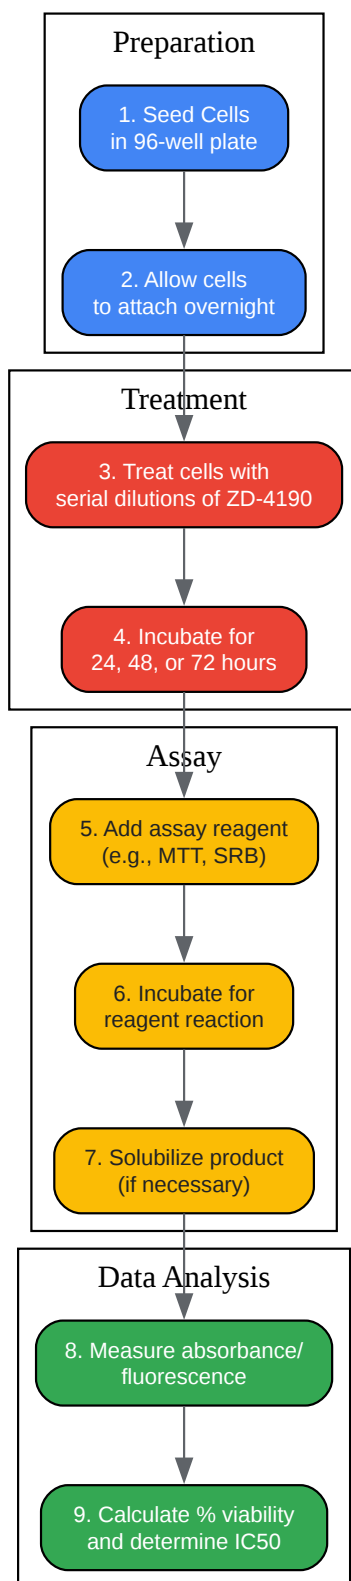 Preparation
1. Seed Cells
in 96-well plate
2. Allow cells
to attach overnight
Treatment
3. Treat cells with
serial dilutions of ZD-4190
4. Incubate for
24, 48, or 72 hours
Assay
5. Add assay reagent
(e.g., MTT, SRB)
6. Incubate for
reagent reaction
7. Solubilize product
(if necessary)
Data Analysis
8. Measure absorbance/
fluorescence
9. Calculate % viability
and determine IC50